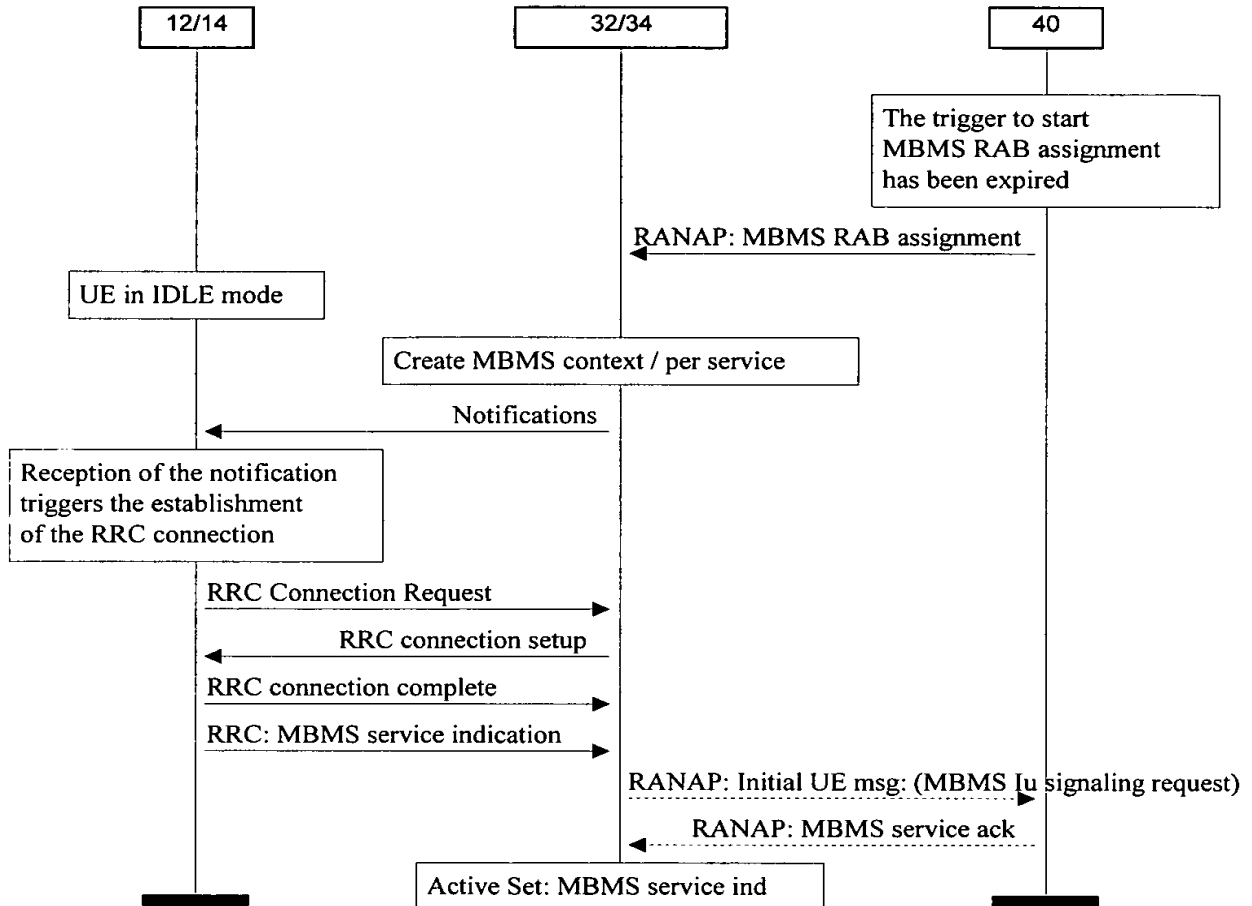 12/14
32/34
40
The trigger to start
MBMS RAB assignment
has been expired
RANAP: MBMS RAB assignment
UE in IDLE mode
Create MBMS context / per service
Notifications
Reception of the notification
triggers the establishment
of the RRC connection
RRC Connection Request
RRC connection setup
RRC connection complete
RRC: MBMS service indication
RANAP: Initial UE msg: (MBMS Iu signaling request)
RANAP: MBMS service ack
Active Set: MBMS service ind